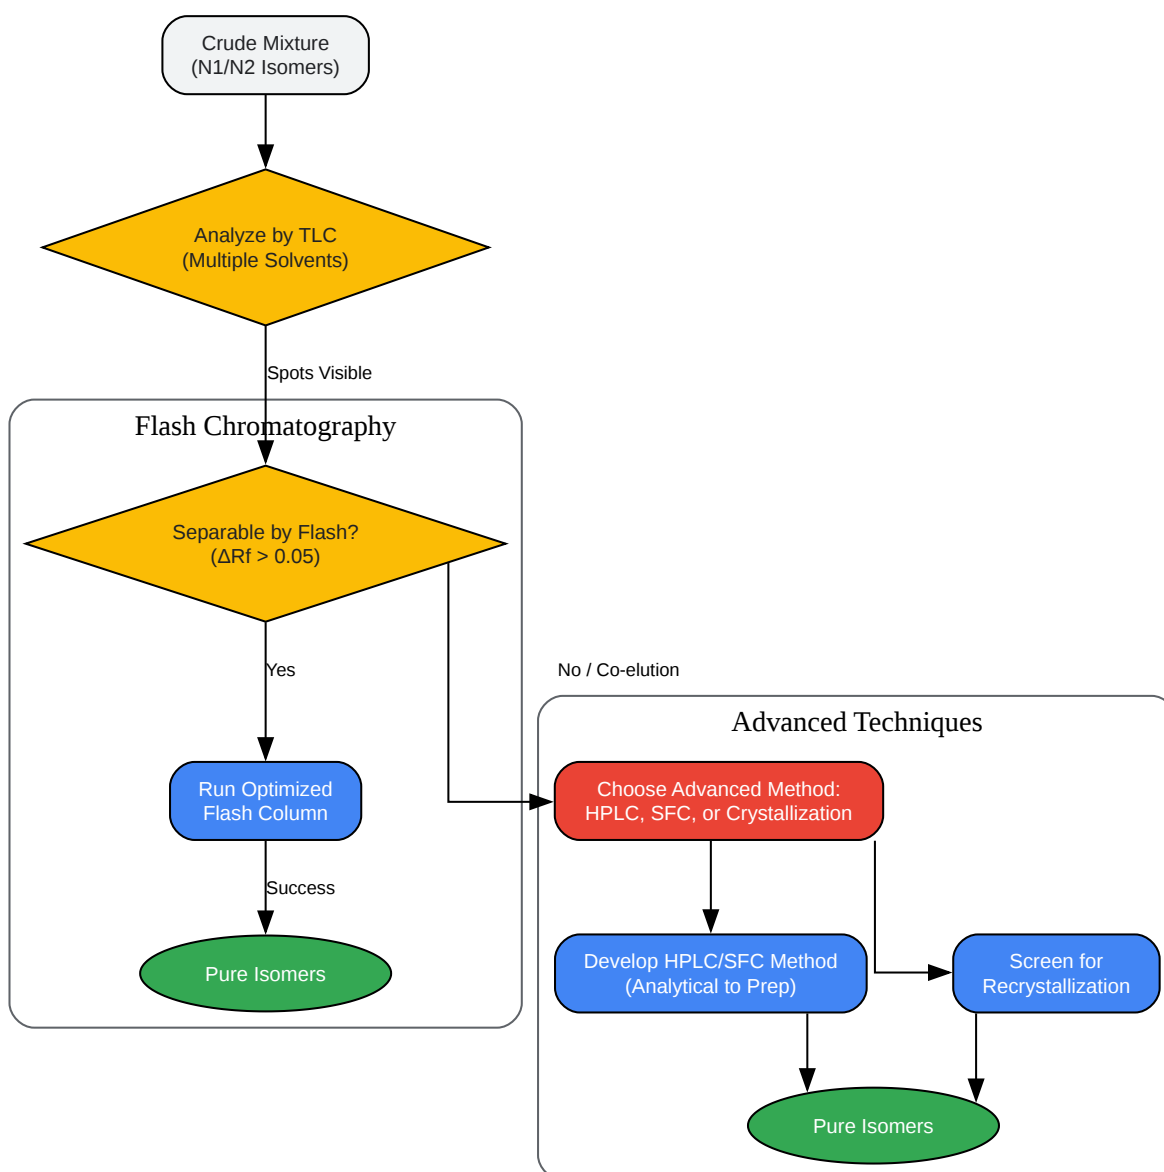 Crude Mixture
(N1/N2 Isomers)
Analyze by TLC
(Multiple Solvents)
Spots Visible
Flash Chromatography
Separable by Flash?
(ΔRf > 0.05)
Yes
No / Co-elution
Run Optimized
Flash Column
Success
Pure Isomers
Advanced Techniques
Choose Advanced Method:
HPLC, SFC, or Crystallization
Develop HPLC/SFC Method
(Analytical to Prep)
Screen for
Recrystallization
Pure Isomers